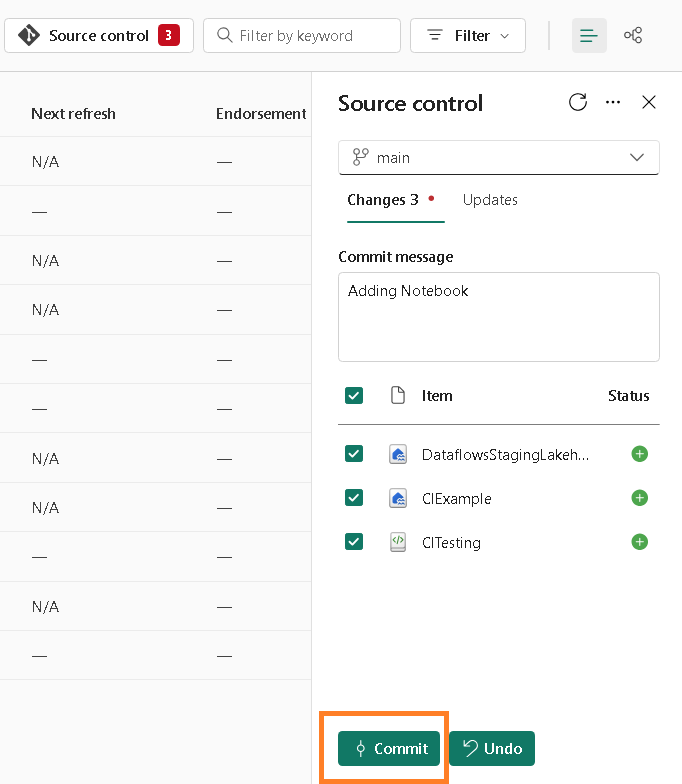 Source control 3 Filter by keyword Filter
Next refresh Endorsement
N/A —
— —
N/A —
N/A —
— —
— —
N/A —
N/A —
— —
N/A —
— —
Source control
main
Changes 3 Updates
Commit message
Adding Notebook
Item Status
DataflowsStagingLakeh...
CIExample
CITesting
Commit Undo